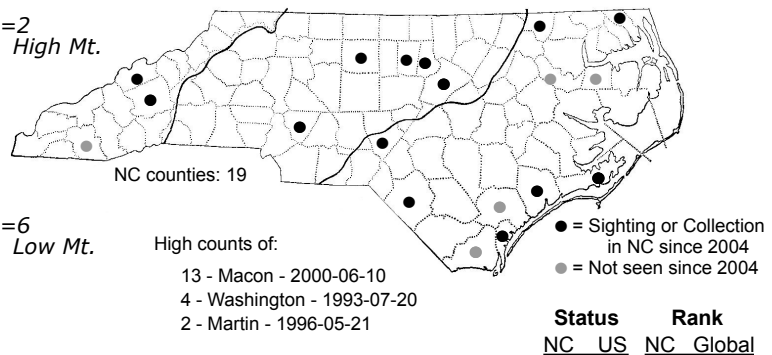 =2
High Mt.
NC counties: 19
=6
Low Mt.
High counts of:
13 - Macon - 2000-06-10
4 - Washington - 1993-07-20
2 - Martin - 1996-05-21
= Sighting or Collection
in NC since 2004
= Not seen since 2004
Status Rank
NC US NC Global